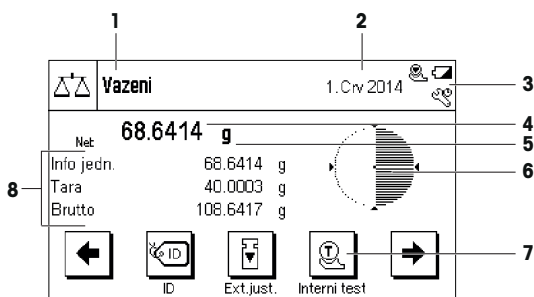 1 2
Vazeni 1.Crv 2014 3
68.6414 g 4
Net 5
Info jedn. 68.6414 g 6
8 Tara 40.0003 g
Brutto 108.6417 g
T 7
ID
ID Ext.just. Interni test